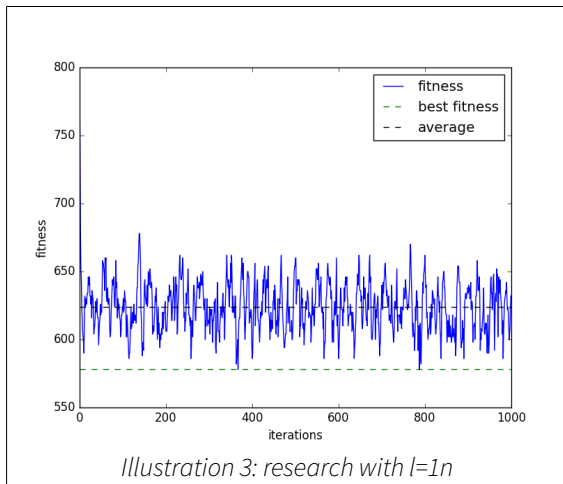 800
750
700
650
600
550
fitness
fitness
best fitness
average
0
200
400
600
800
1000
iterations
Illustration 3: research with l=1n